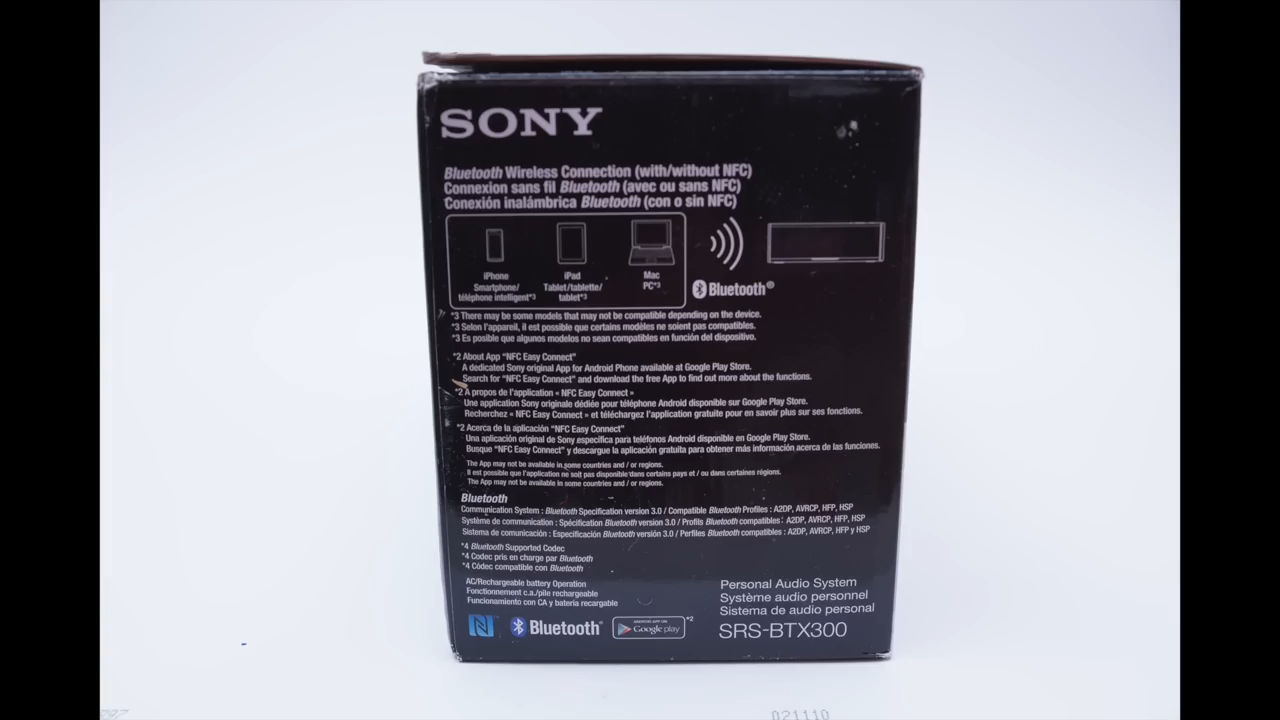 SONY
Bluetooth Wireless Connection (with/without NFC)
Connexion sans fil Bluetooth (avec ou sans NFC)
Conexión inalámbrica Bluetooth (con o sin NFC)
iPhone
Smartphone/
téléphone intelligent*3
iPad
Tablet/tablette/
tablet*3
Mac
PC*3
Bluetooth®
*3 There may be some models that may not be compatible depending on the device.
*3 Selon l'appareil, il est possible que certains modèles ne soient pas compatibles.
*3 Es posible que algunos modelos no sean compatibles en función del dispositivo.
*2 About App "NFC Easy Connect"
A dedicated Sony original App for Android Phone available at Google Play Store.
Search for "NFC Easy Connect" and download the free App to find out more about the functions.
*2 A propos de l'application « NFC Easy Connect »
Une application Sony originale dédiée pour téléphone Android disponible sur Google Play Store.
Recherchez « NFC Easy Connect » et téléchargez l'application gratuite pour en savoir plus sur ses fonctions.
*2 Acerca de la aplicación "NFC Easy Connect"
Una aplicación original de Sony específica para teléfonos Android disponible en Google Play Store.
Busque "NFC Easy Connect" y descargue la aplicación gratuita para obtener más información acerca de las funciones.
The App may not be available in some countries and / or regions.
Il est possible que l'application ne soit pas disponible dans certains pays et / ou dans certaines régions.
The App may not be available in some countries and / or regions.
Bluetooth
Communication System : Bluetooth Specification version 3.0 / Compatible Bluetooth Profiles : A2DP, AVRCP, HFP, HSP
Système de communication : Spécification Bluetooth version 3.0 / Profils Bluetooth compatibles : A2DP, AVRCP, HFP, HSP
Sistema de comunicación : Especificación Bluetooth versión 3.0 / Perfiles Bluetooth compatibles : A2DP, AVRCP, HFP y HSP
*4 Bluetooth Supported Codec
*4 Codec pris en charge par Bluetooth
*4 Códec compatible con Bluetooth
AC/Rechargeable battery Operation
Fonctionnement c.a./pile rechargeable
Funcionamiento con CA y batería recargable
Bluetooth®
ANDROID APP ON
Google play
*2
Personal Audio System
Système audio personnel
Sistema de audio personal
SRS-BTX300
021110